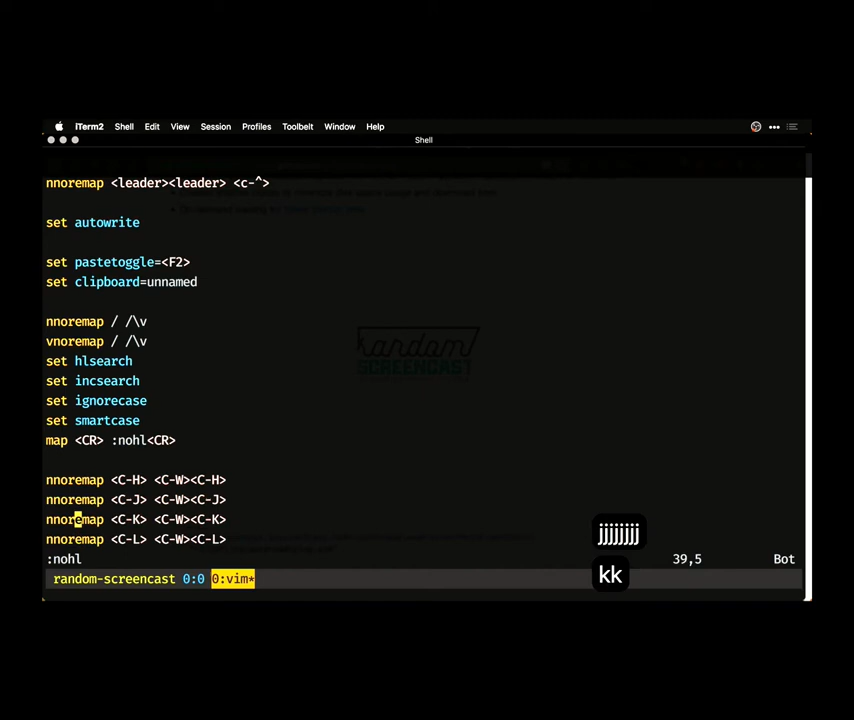 iTerm2 Shell Edit View Session Profiles Toolbelt Window Help
Shell
nnoremap <leader><leader> <c-^>
set autowrite
set pastetoggle=<F2>
set clipboard=unnamed
nnoremap / /\v
vnoremap / /\v
set hlsearch
set incsearch
set ignorecase
set smartcase
map <CR> :nohl<CR>
nnoremap <C-H> <C-W><C-H>
nnoremap <C-J> <C-W><C-J>
nnoremap <C-K> <C-W><C-K>
nnoremap <C-L> <C-W><C-L>
:nohl 39,5 Bot
random-screencast 0:0 0:vim*
jjjjjjjj
kk
random
SCREENCAST